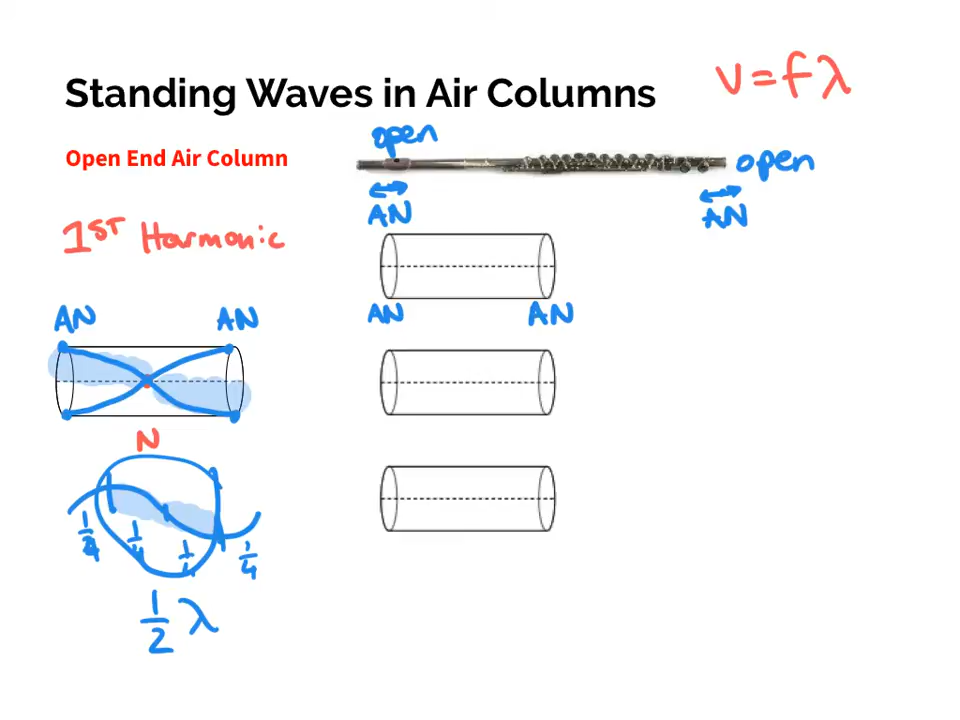 Standing Waves in Air Columns
v=fλ
Open End Air Column
open
open
AN
AN
1ST Harmonic
AN
AN
AN
AN
N
1/4
1/4
1/4
1/4
1/2 λ